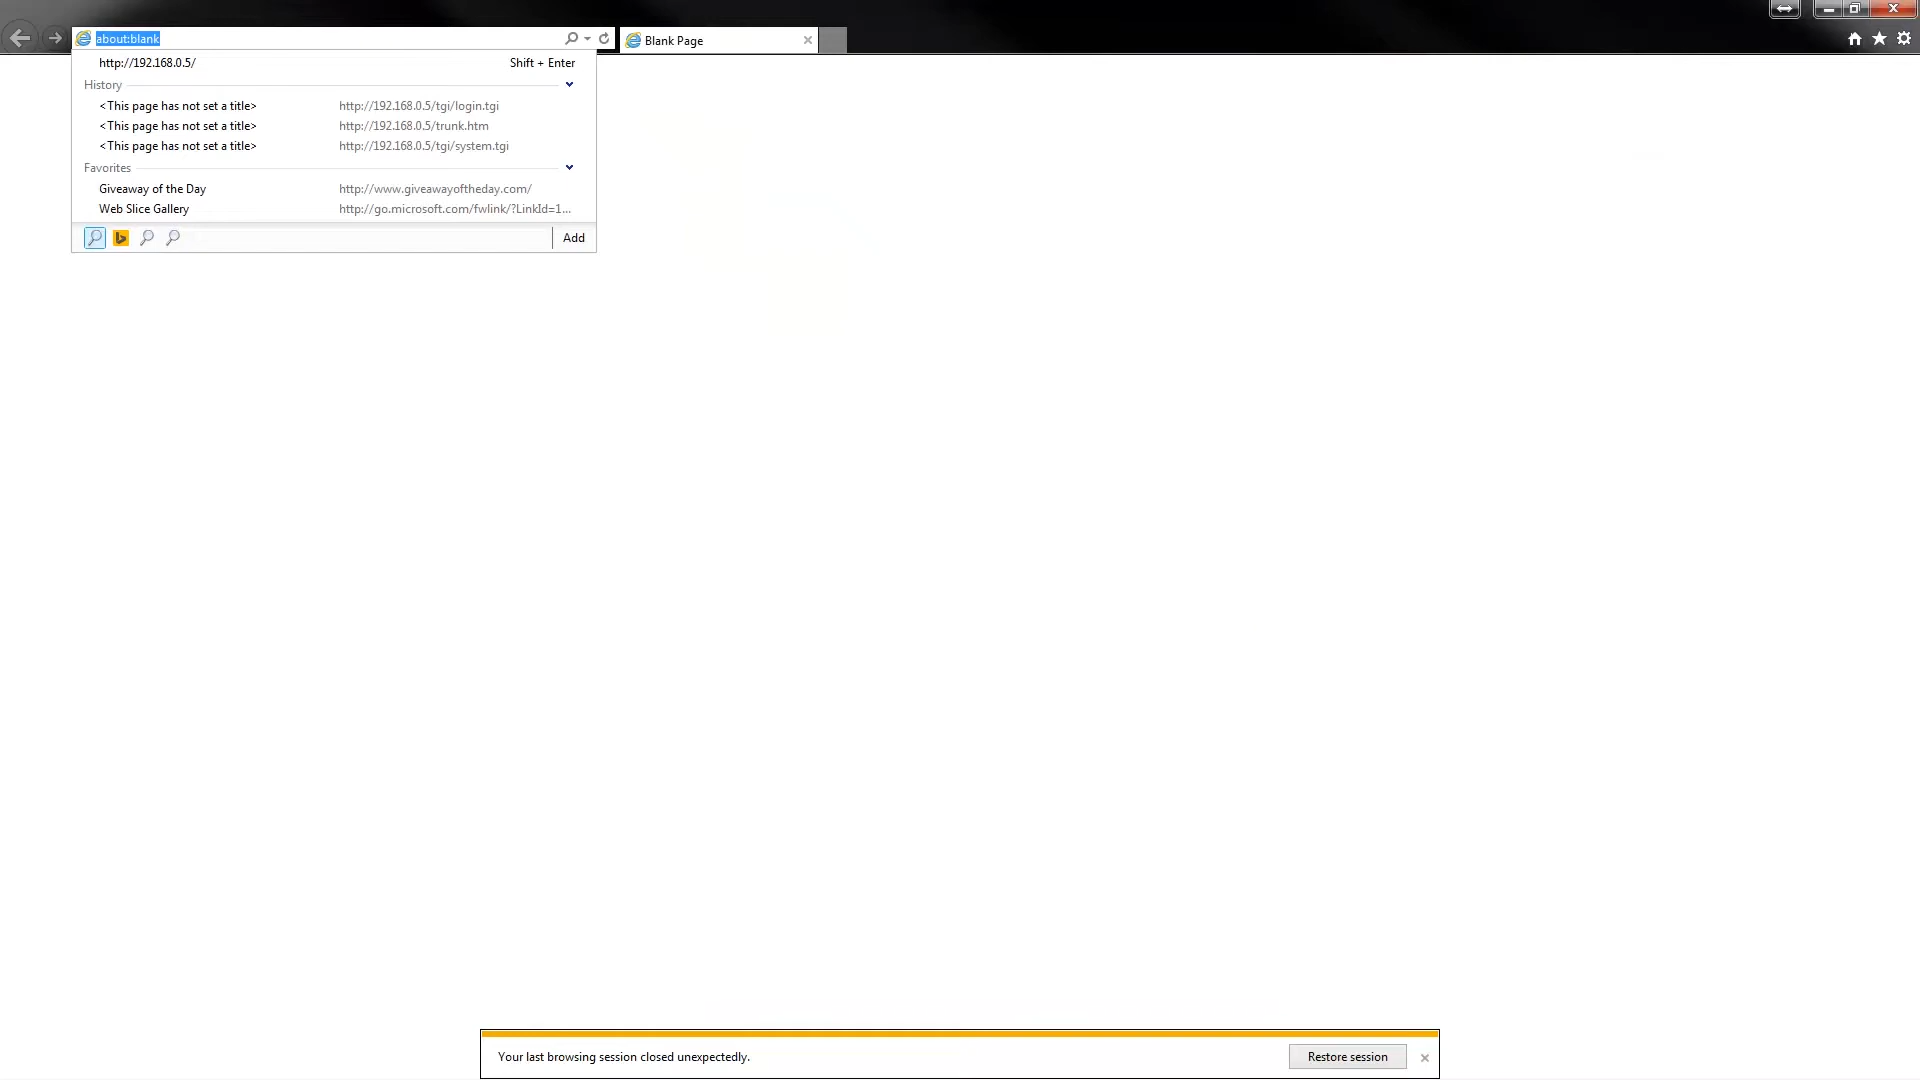 about:blank
Blank Page
http://192.168.0.5/ Shift + Enter
History
<This page has not set a title> http://192.168.0.5/tgi/login.tgi
<This page has not set a title> http://192.168.0.5/trunk.htm
<This page has not set a title> http://192.168.0.5/tgi/system.tgi
Favorites
Giveaway of the Day http://www.giveawayoftheday.com/
Web Slice Gallery http://go.microsoft.com/fwlink/?LinkId=1...
Add
Your last browsing session closed unexpectedly. Restore session